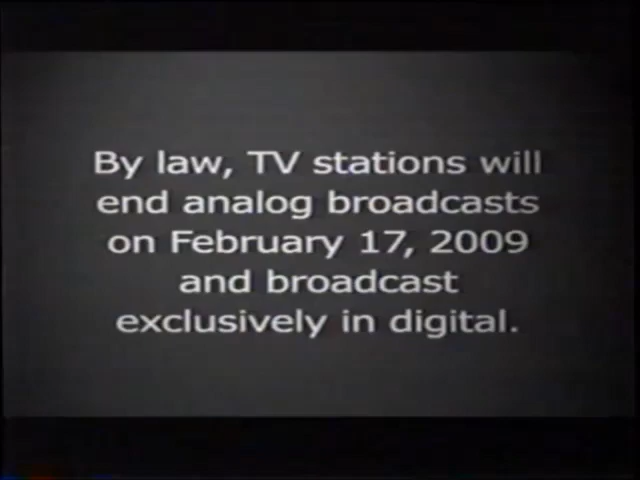 By law, TV stations will
end analog broadcasts
on February 17, 2009
and broadcast
exclusively in digital.